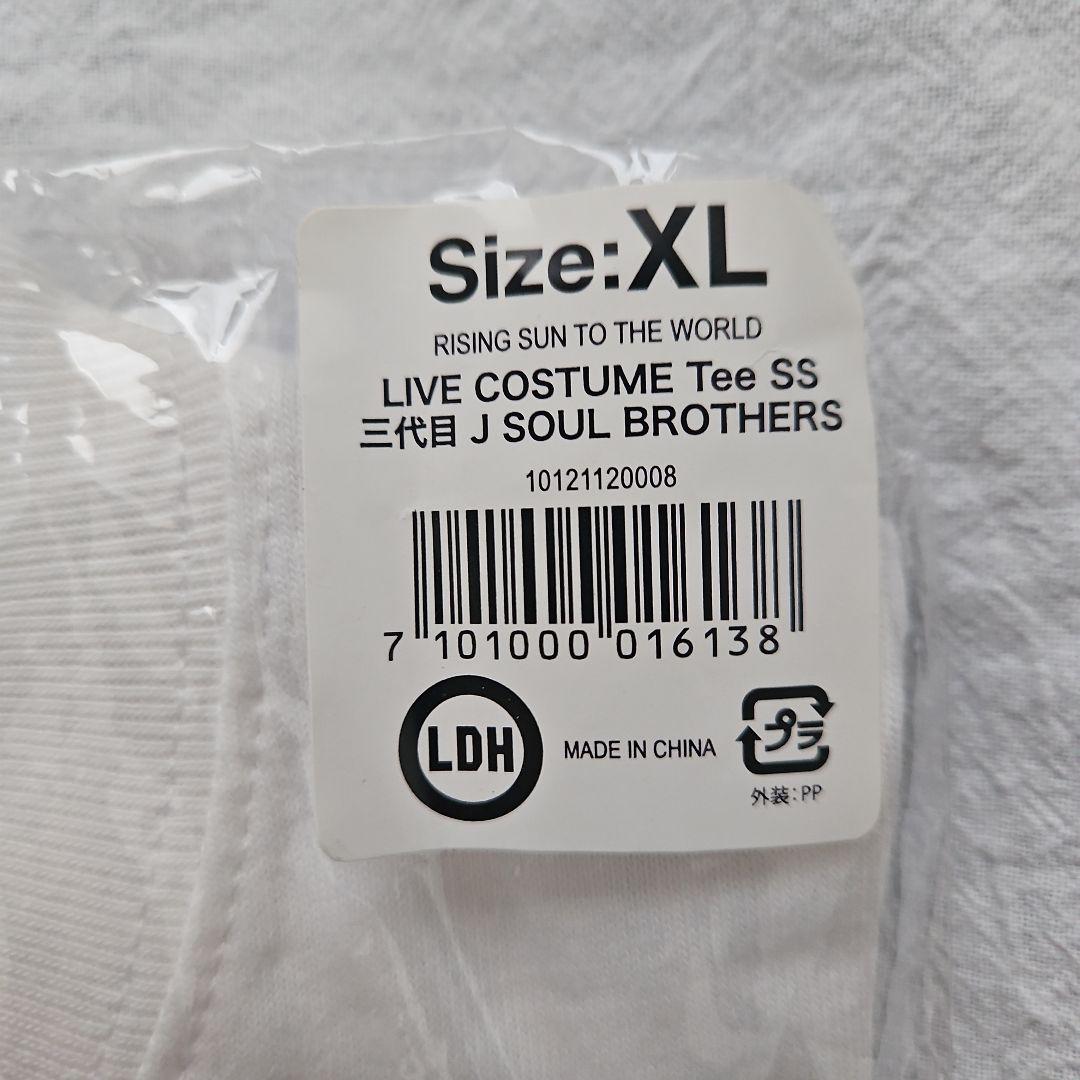 Size:XL
RISING SUN TO THE WORLD
LIVE COSTUME Tee SS
三代目 J SOUL BROTHERS
10121120008
7 101000 016138
LDH
MADE IN CHINA
プラ
外装:PP